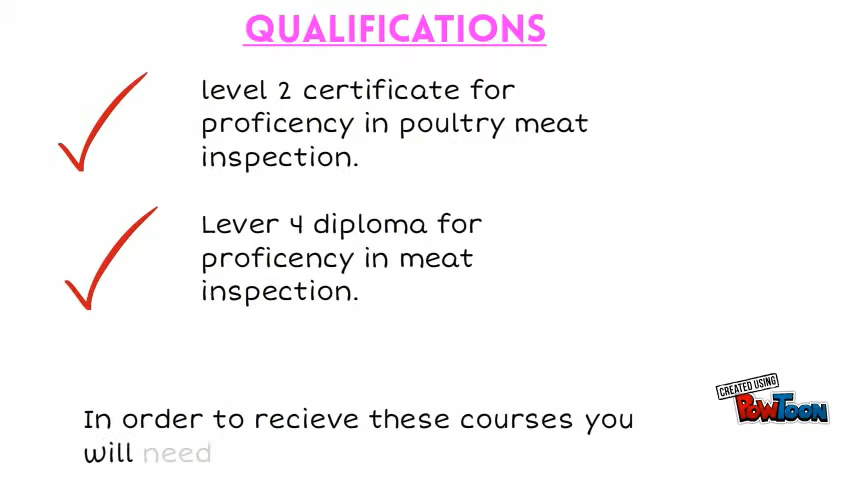 QUALIFICATIONS
level 2 certificate for
proficency in poultry meat
inspection.
Lever 4 diploma for
proficency in meat
inspection.
In order to recieve these courses you
will need
CREATED USING
POWTOON